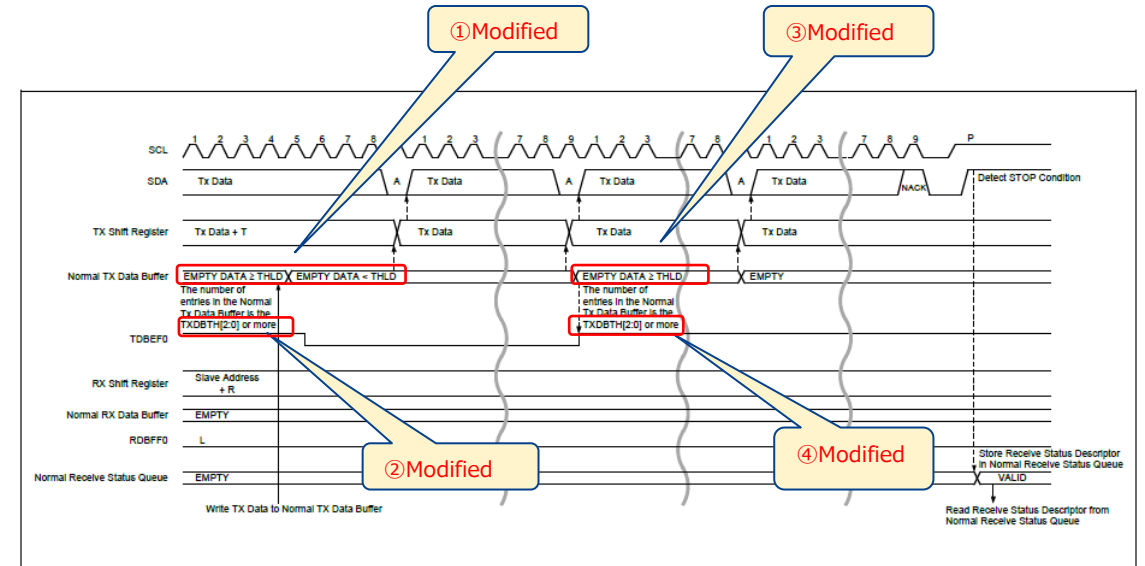 ①Modified
③Modified
1 2 3 4 5 6 7 8 1 2 3 7 8 9 1 2 3 7 8 1 2 3 7 8 9 P
SCL
SDA Tx Data A Tx Data A Tx Data A Tx Data NACK Detect STOP Condition
TX Shift Register Tx Data + T Tx Data Tx Data Tx Data
Normal TX Data Buffer EMPTY DATA ≥ THLD EMPTY DATA < THLD EMPTY DATA ≥ THLD EMPTY
The number of
entries in the Normal
Tx Data Buffer is the
TXDBTH[2:0] or more
The number of
entries in the Normal
Tx Data Buffer is the
TXDBTH[2:0] or more
TDBEF0
RX Shift Register Slave Address
+ R
Normal RX Data Buffer EMPTY
RDBFF0 L
②Modified
④Modified
Store Receive Status Descriptor
in Normal Receive Status Queue
Normal Receive Status Queue EMPTY VALID
Write TX Data to Normal TX Data Buffer
Read Receive Status Descriptor from
Normal Receive Status Queue